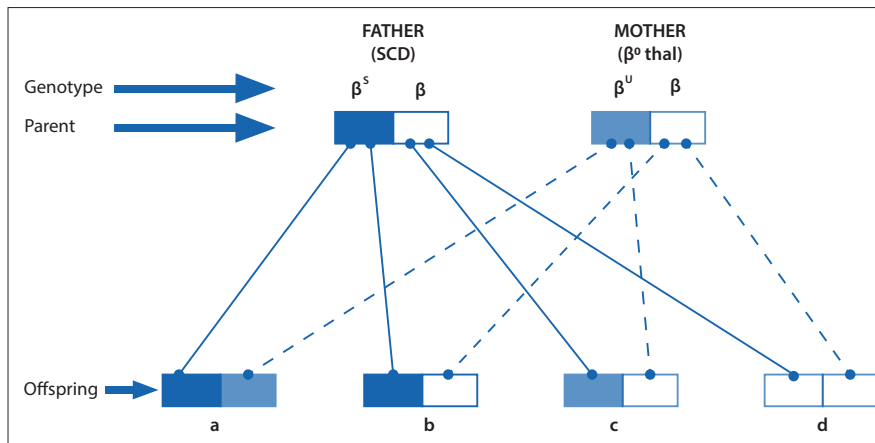 FATHER
(SCD)
MOTHER
(β⁰ thal)
Genotype
βˢ β
βᵁ β
Parent
Offspring
a b c d